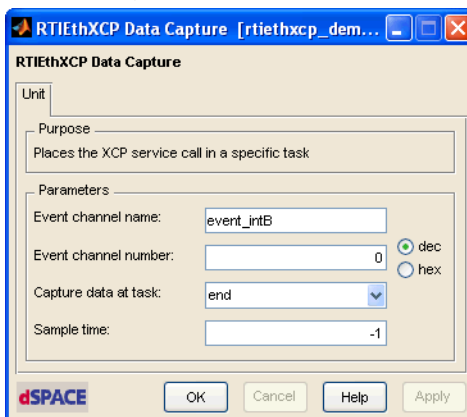 RTIEthXCP Data Capture [rtiethxcp_dem...
RTIEthXCP Data Capture
Unit
Purpose
Places the XCP service call in a specific task
Parameters
Event channel name: event_intB
Event channel number: 0 dec
hex
Capture data at task: end
Sample time: -1
dSPACE OK Cancel Help Apply